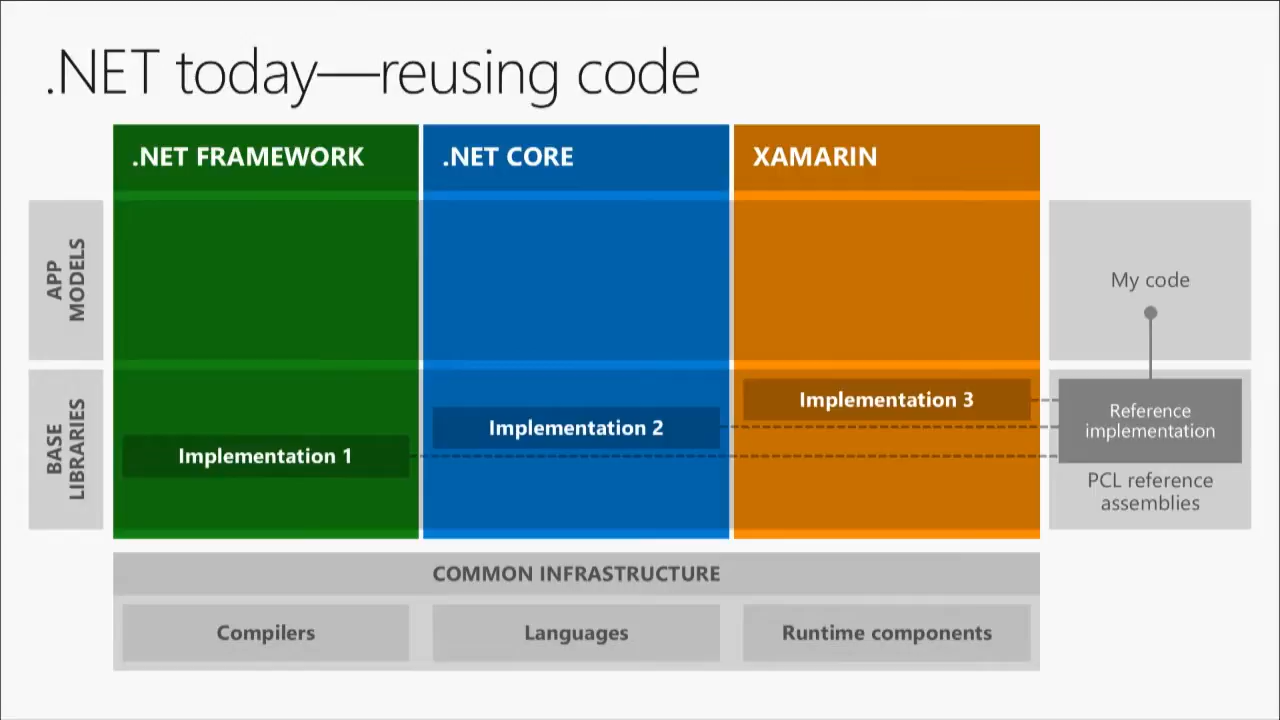 .NET today—reusing code
.NET FRAMEWORK
.NET CORE
XAMARIN
APP
MODELS
My code
BASE
LIBRARIES
Implementation 1
Implementation 2
Implementation 3
Reference
implementation
PCL reference
assemblies
COMMON INFRASTRUCTURE
Compilers
Languages
Runtime components